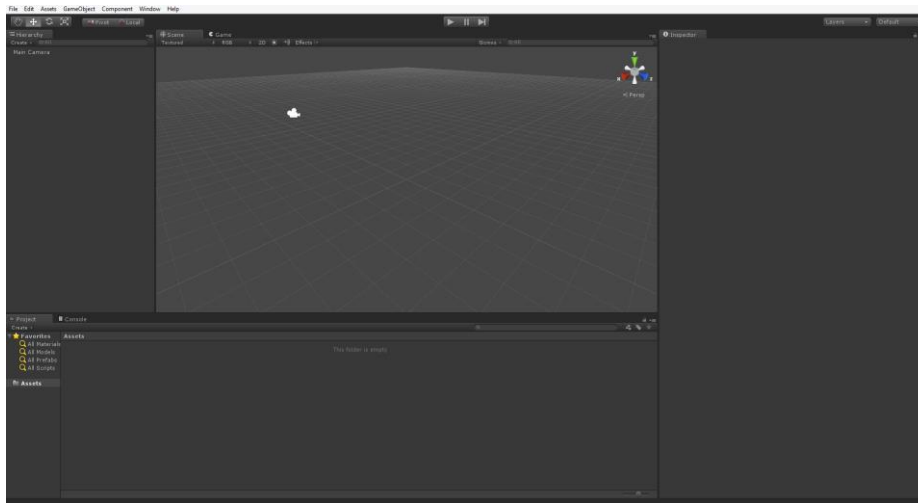 File Edit Assets GameObject Component Window Help
Pivot Local
Layers Default
Hierarchy
Create
Main Camera
Scene Game
Textured RGB 2D Effects
Gizmos
y
x z
Persp
Inspector
Project Console
Create
Favorites
All Materials
All Models
All Prefabs
All Scripts
Assets
Assets
This folder is empty